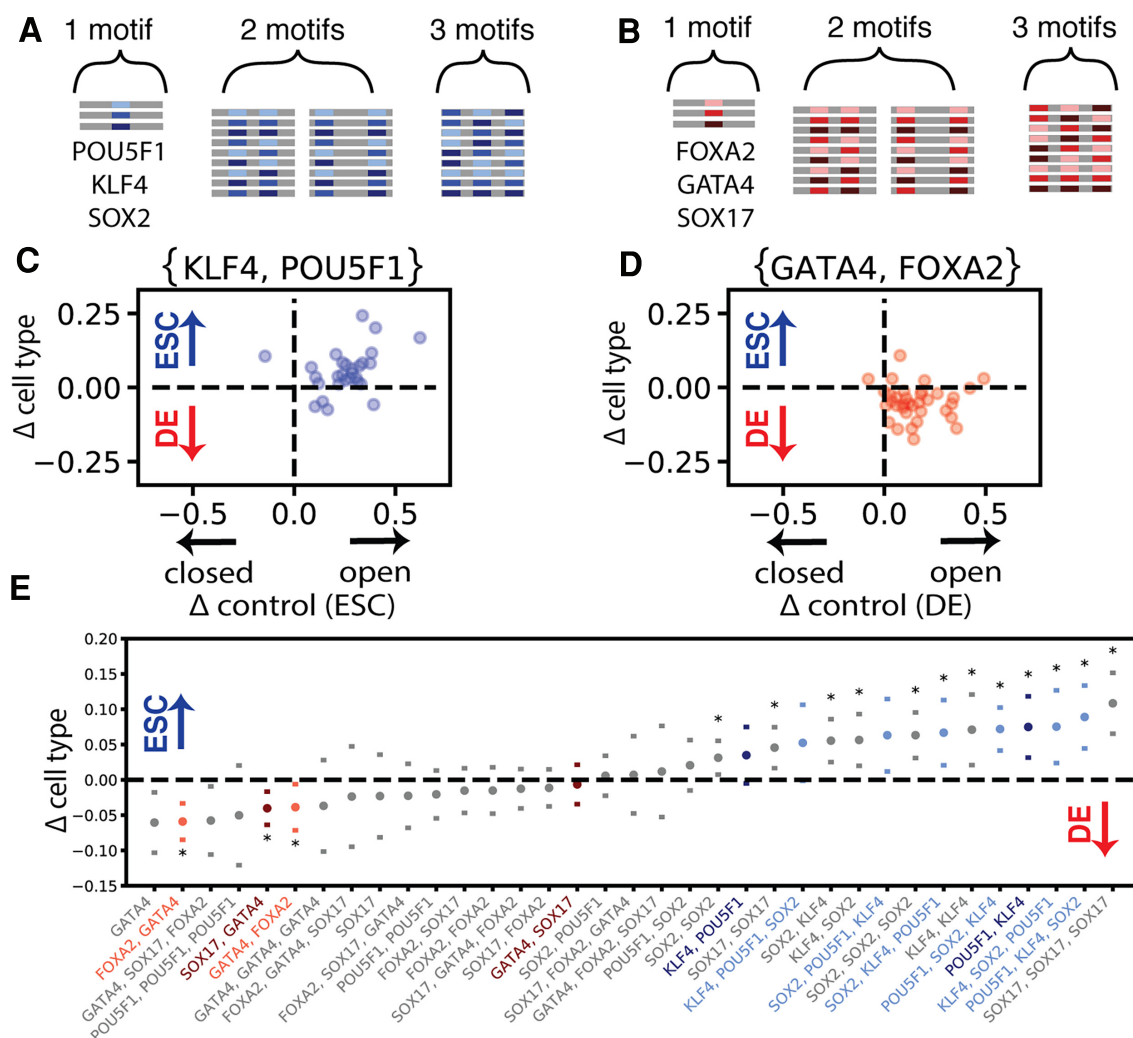 A
1 motif
2 motifs
3 motifs
POU5F1
KLF4
SOX2
B
1 motif
2 motifs
3 motifs
FOXA2
GATA4
SOX17
C
{KLF4, POU5F1}
Δ cell type
0.25
0.00
−0.25
ESC
DE
−0.5
0.0
0.5
closed
open
Δ control (ESC)
D
{GATA4, FOXA2}
Δ cell type
0.25
0.00
−0.25
ESC
DE
−0.5
0.0
0.5
closed
open
Δ control (DE)
E
Δ cell type
0.20
0.15
0.10
0.05
0.00
−0.05
−0.10
−0.15
ESC
DE
* * * * * * * * * * * * * *
GATA4
FOXA2, GATA4
GATA4, SOX17, FOXA2
POU5F1, POU5F1, POU5F1
SOX17, GATA4
GATA4, FOXA2
GATA4, GATA4, GATA4
FOXA2, GATA4, SOX17
SOX17
FOXA2, SOX17, GATA4
POU5F1, POU5F1
FOXA2, SOX17
FOXA2, FOXA2
SOX17, GATA4, FOXA2
SOX17, FOXA2
GATA4, SOX17
SOX2, POU5F1
SOX17, FOXA2, GATA4
GATA4, FOXA2, SOX17
POU5F1, SOX2
SOX2, SOX2
KLF4, POU5F1
SOX17, SOX17
KLF4, POU5F1, SOX2
SOX2, KLF4
KLF4, SOX2
SOX2, POU5F1, KLF4
SOX2, SOX2, SOX2
SOX2, KLF4, POU5F1
KLF4, KLF4
POU5F1, SOX2, KLF4
POU5F1, KLF4
KLF4, SOX2, POU5F1
POU5F1, KLF4, SOX2
SOX17, SOX17, SOX17